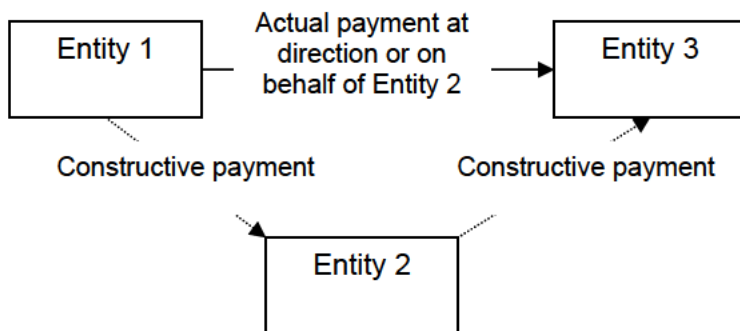 Entity 1
Actual payment at
direction or on
behalf of Entity 2
Entity 3
Constructive payment
Constructive payment
Entity 2